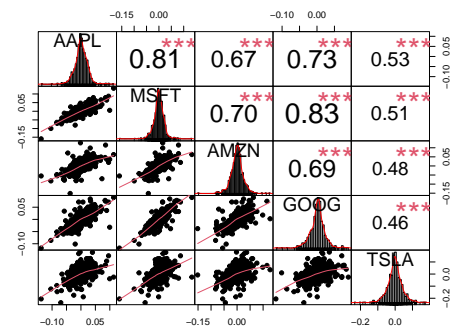 -0.15 0.00 -0.10 0.00
AAPL 0.81 *** 0.67 *** 0.73 *** 0.53 *** -0.10 0.05
-0.15 0.05 MSFT 0.70 *** 0.83 *** 0.51 ***
AMZN 0.69 *** 0.48 *** -0.15 0.05
-0.10 0.05 GOOG 0.46 ***
TSLA -0.2 0.0
-0.10 0.05 -0.15 0.00 -0.2 0.0